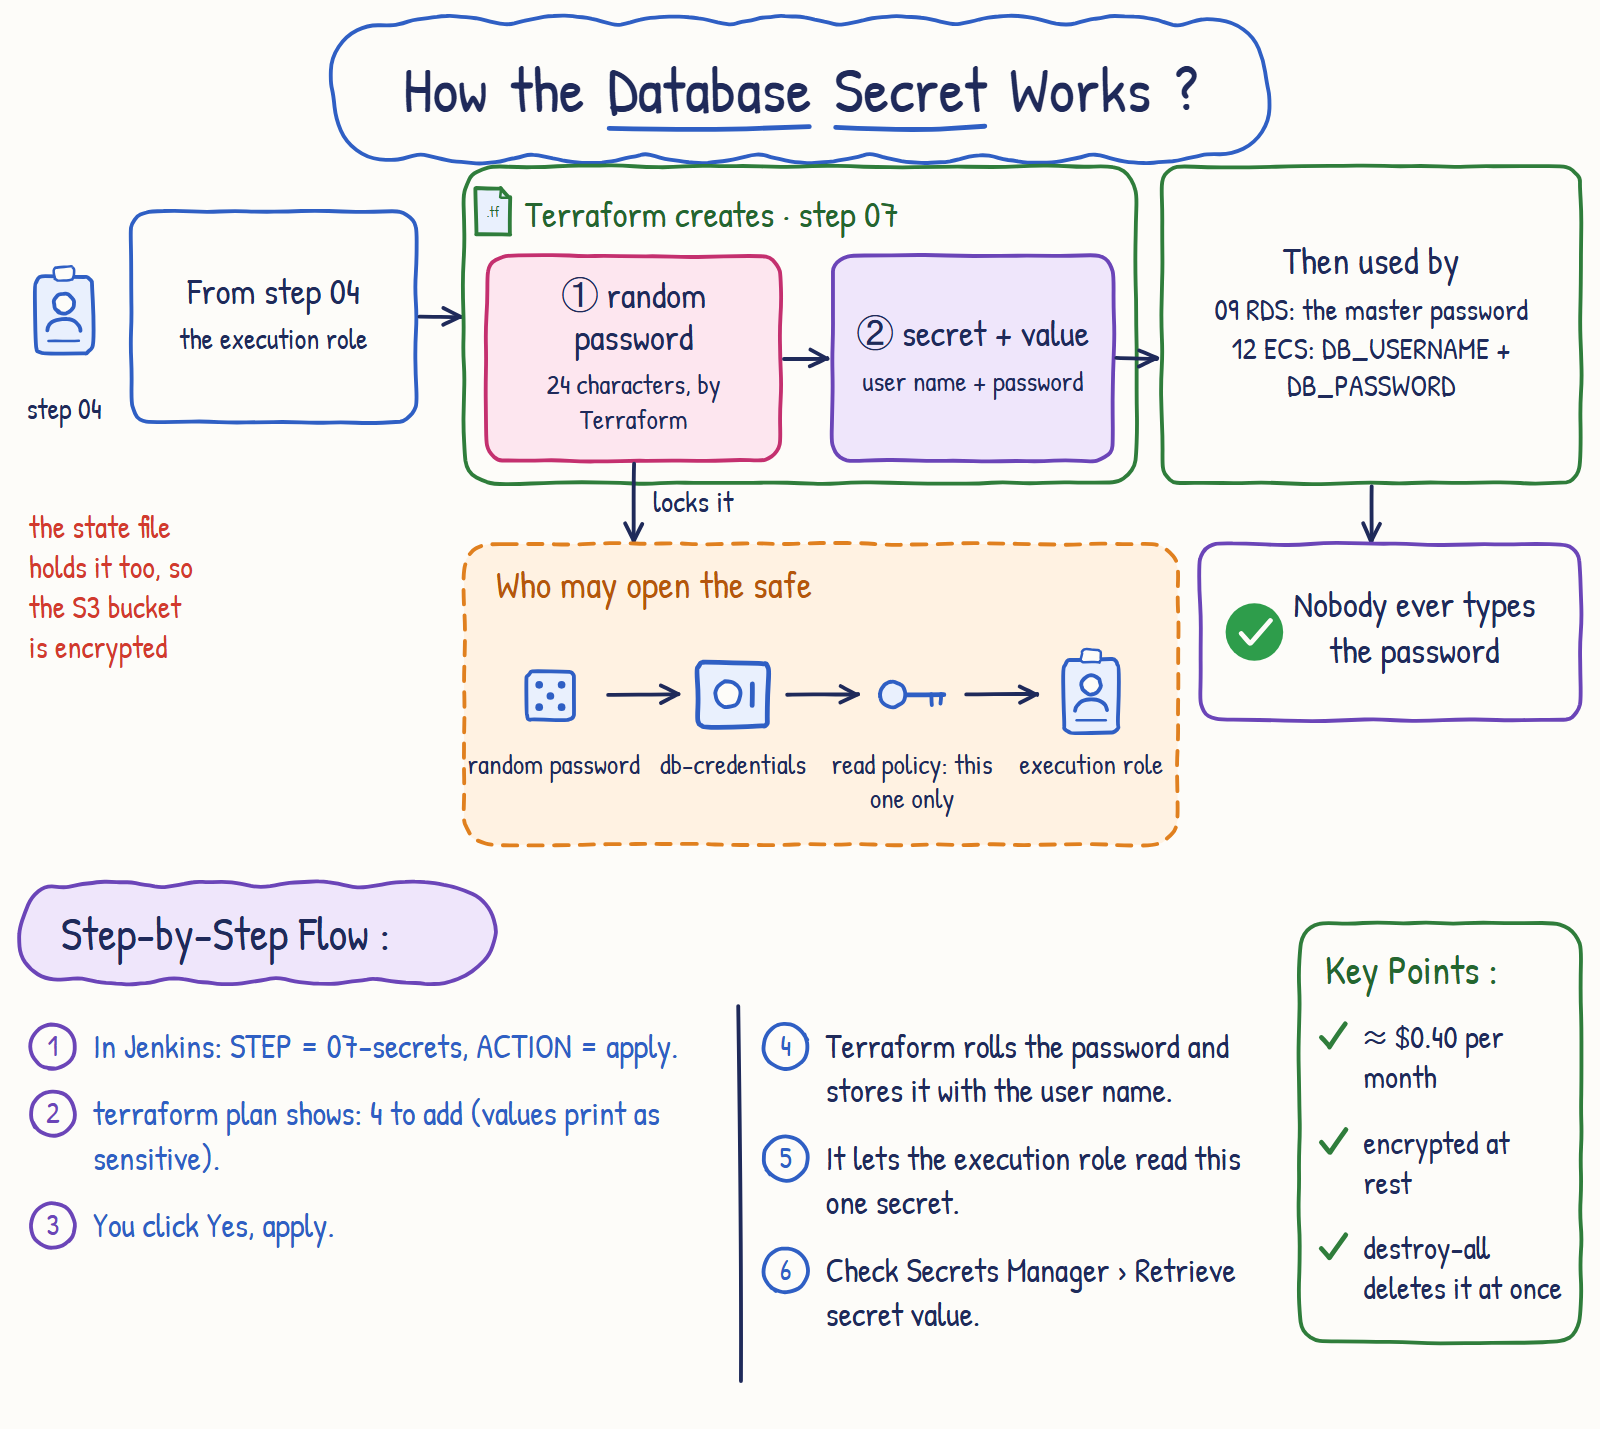 How the Database Secret Works ?
From step 04
the execution role
step 04
.tf
Terraform creates · step 07
① random
password
24 characters, by
Terraform
② secret + value
user name + password
Then used by
09 RDS: the master password
12 ECS: DB_USERNAME +
DB_PASSWORD
locks it
the state file
holds it too, so
the S3 bucket
is encrypted
Who may open the safe
random password
db-credentials
read policy: this
one only
execution role
Nobody ever types
the password
Step-by-Step Flow :
1 In Jenkins: STEP = 07-secrets, ACTION = apply.
2 terraform plan shows: 4 to add (values print as
sensitive).
3 You click Yes, apply.
4 Terraform rolls the password and
stores it with the user name.
5 It lets the execution role read this
one secret.
6 Check Secrets Manager › Retrieve
secret value.
Key Points :
≈ $0.40 per
month
encrypted at
rest
destroy-all
deletes it at once